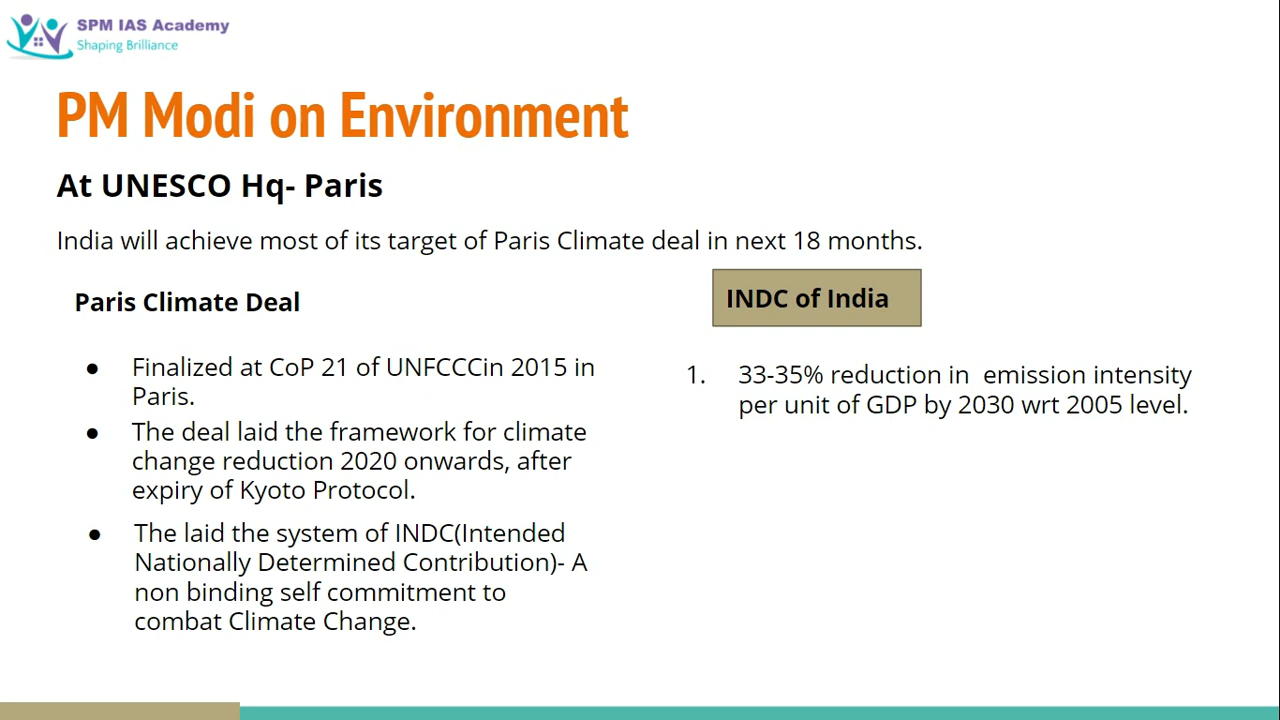 SPM IAS Academy
Shaping Brilliance
PM Modi on Environment
At UNESCO Hq- Paris
India will achieve most of its target of Paris Climate deal in next 18 months.
Paris Climate Deal
● Finalized at CoP 21 of UNFCCCin 2015 in
Paris.
● The deal laid the framework for climate
change reduction 2020 onwards, after
expiry of Kyoto Protocol.
● The laid the system of INDC(Intended
Nationally Determined Contribution)- A
non binding self commitment to
combat Climate Change.
INDC of India
1. 33-35% reduction in  emission intensity
per unit of GDP by 2030 wrt 2005 level.